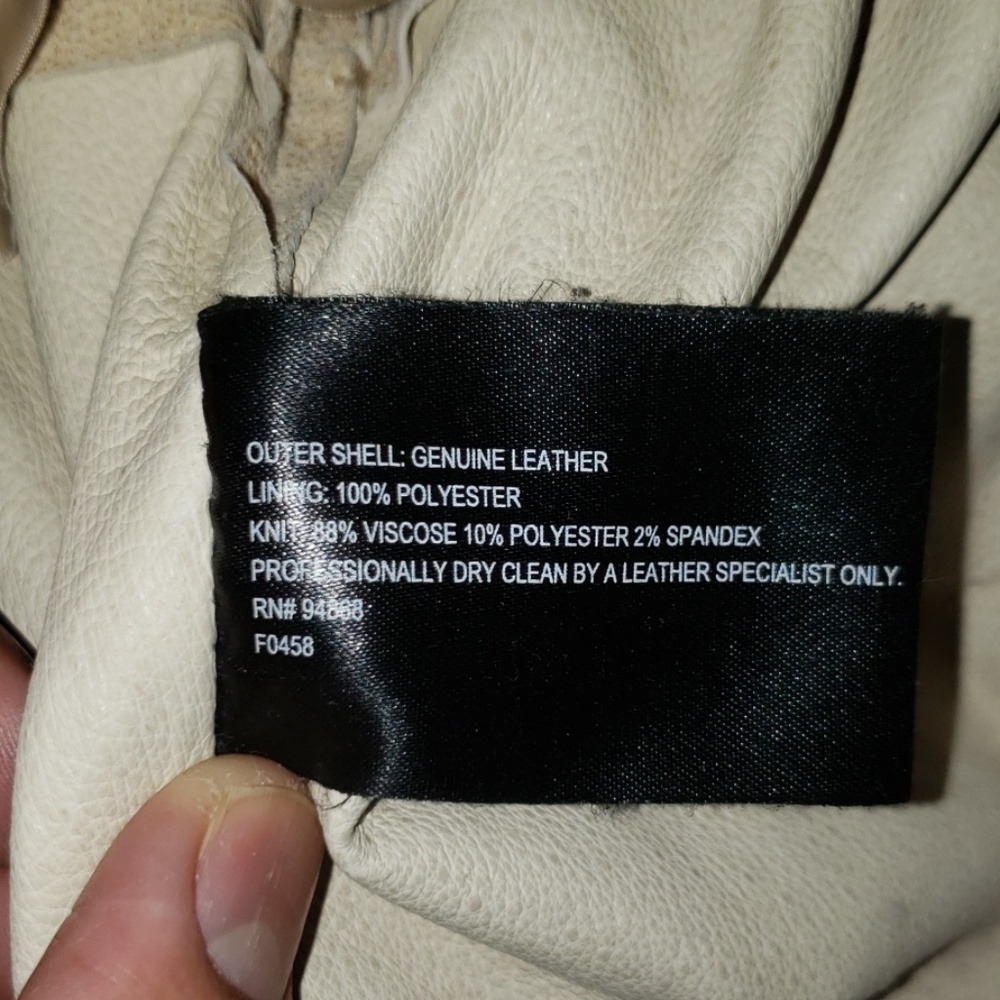 OUTER SHELL: GENUINE LEATHER
LINING: 100% POLYESTER
KNIT: 88% VISCOSE 10% POLYESTER 2% SPANDEX
PROFESSIONALLY DRY CLEAN BY A LEATHER SPECIALIST ONLY.
RN# 94868
F0458